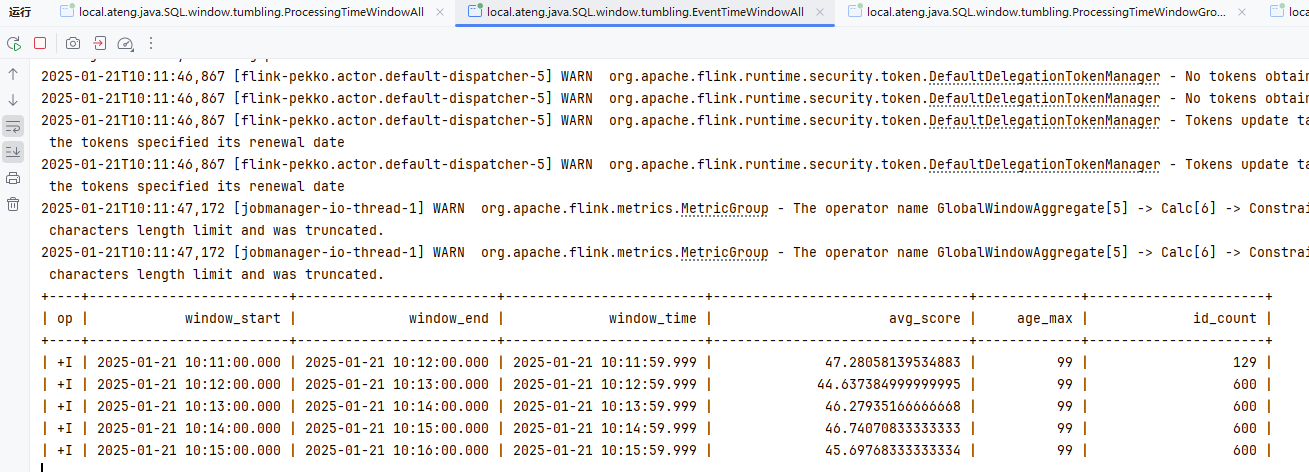 运行 local.ateng.java.SQL.window.tumbling.ProcessingTimeWindowAll local.ateng.java.SQL.window.tumbling.EventTimeWindowAll local.ateng.java.SQL.window.tumbling.ProcessingTimeWindowGro... loca
2025-01-21T10:11:46,867 [flink-pekko.actor.default-dispatcher-5] WARN  org.apache.flink.runtime.security.token.DefaultDelegationTokenManager - No tokens obtain
2025-01-21T10:11:46,867 [flink-pekko.actor.default-dispatcher-5] WARN  org.apache.flink.runtime.security.token.DefaultDelegationTokenManager - No tokens obtain
2025-01-21T10:11:46,867 [flink-pekko.actor.default-dispatcher-5] WARN  org.apache.flink.runtime.security.token.DefaultDelegationTokenManager - Tokens update ta
the tokens specified its renewal date
2025-01-21T10:11:46,867 [flink-pekko.actor.default-dispatcher-5] WARN  org.apache.flink.runtime.security.token.DefaultDelegationTokenManager - Tokens update ta
the tokens specified its renewal date
2025-01-21T10:11:47,172 [jobmanager-io-thread-1] WARN  org.apache.flink.metrics.MetricGroup - The operator name GlobalWindowAggregate[5] -> Calc[6] -> Constrai
characters length limit and was truncated.
2025-01-21T10:11:47,172 [jobmanager-io-thread-1] WARN  org.apache.flink.metrics.MetricGroup - The operator name GlobalWindowAggregate[5] -> Calc[6] -> Constrai
characters length limit and was truncated.
+----+-------------------------+-------------------------+-------------------------+--------------------------------+-------------+----------------------+
| op |            window_start |              window_end |             window_time |                      avg_score |     age_max |             id_count |
+----+-------------------------+-------------------------+-------------------------+--------------------------------+-------------+----------------------+
| +I | 2025-01-21 10:11:00.000 | 2025-01-21 10:12:00.000 | 2025-01-21 10:11:59.999 |              47.28058139534883 |          99 |                  129 |
| +I | 2025-01-21 10:12:00.000 | 2025-01-21 10:13:00.000 | 2025-01-21 10:12:59.999 |             44.637384999999995 |          99 |                  600 |
| +I | 2025-01-21 10:13:00.000 | 2025-01-21 10:14:00.000 | 2025-01-21 10:13:59.999 |              46.27935166666668 |          99 |                  600 |
| +I | 2025-01-21 10:14:00.000 | 2025-01-21 10:15:00.000 | 2025-01-21 10:14:59.999 |              46.74070833333333 |          99 |                  600 |
| +I | 2025-01-21 10:15:00.000 | 2025-01-21 10:16:00.000 | 2025-01-21 10:15:59.999 |              45.69768333333334 |          99 |                  600 |